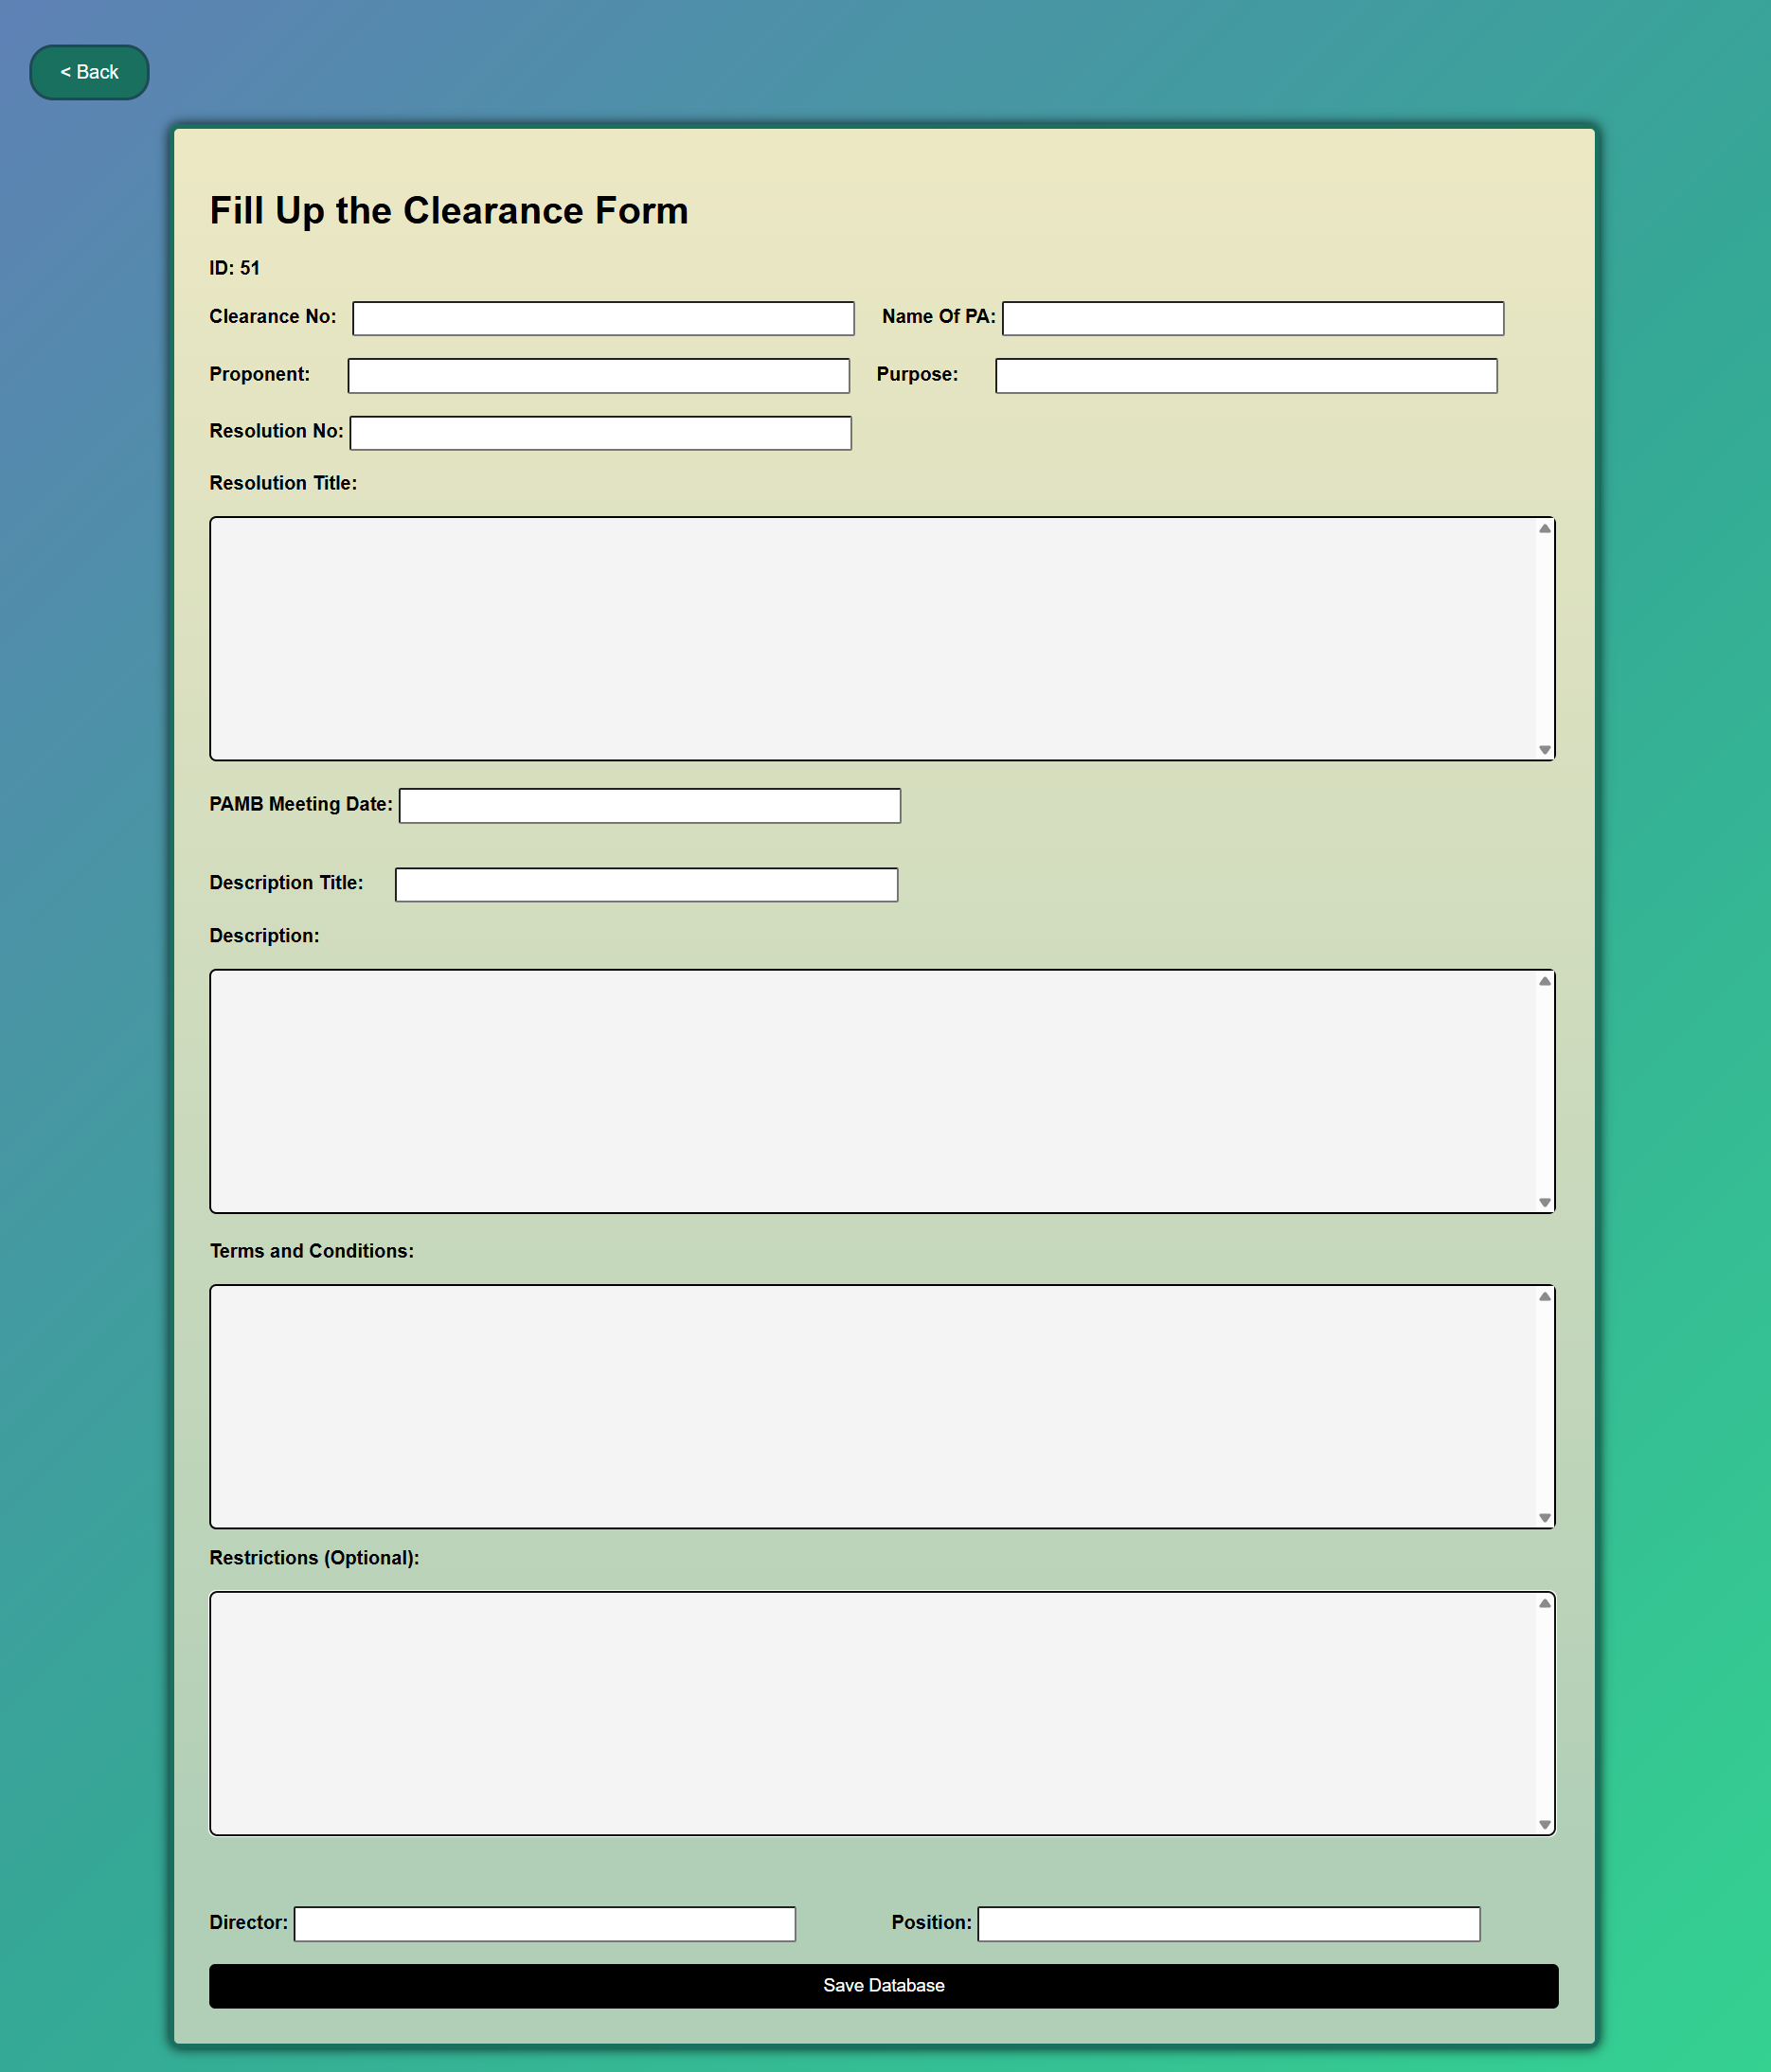 < Back
Fill Up the Clearance Form
ID: 51
Clearance No: Name Of PA:
Proponent: Purpose:
Resolution No:
Resolution Title:
PAMB Meeting Date:
Description Title:
Description:
Terms and Conditions:
Restrictions (Optional):
Director: Position:
Save Database